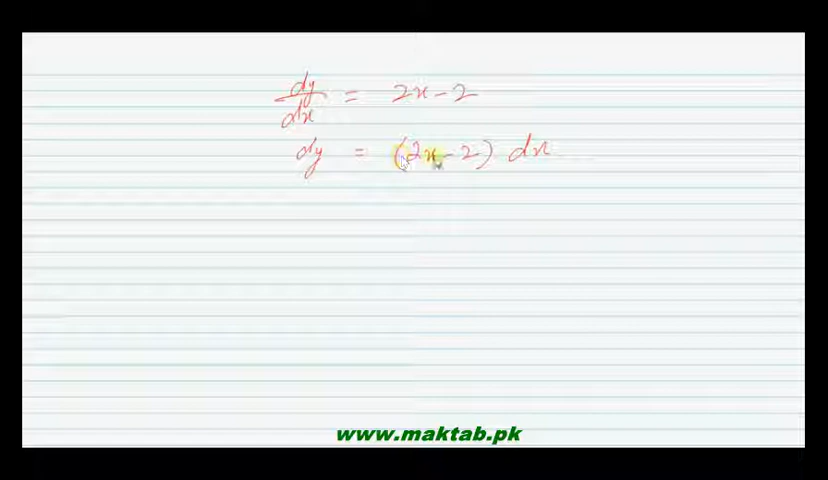 dy/dx = 2x - 2
dy = (2x - 2) dx
www.maktab.pk